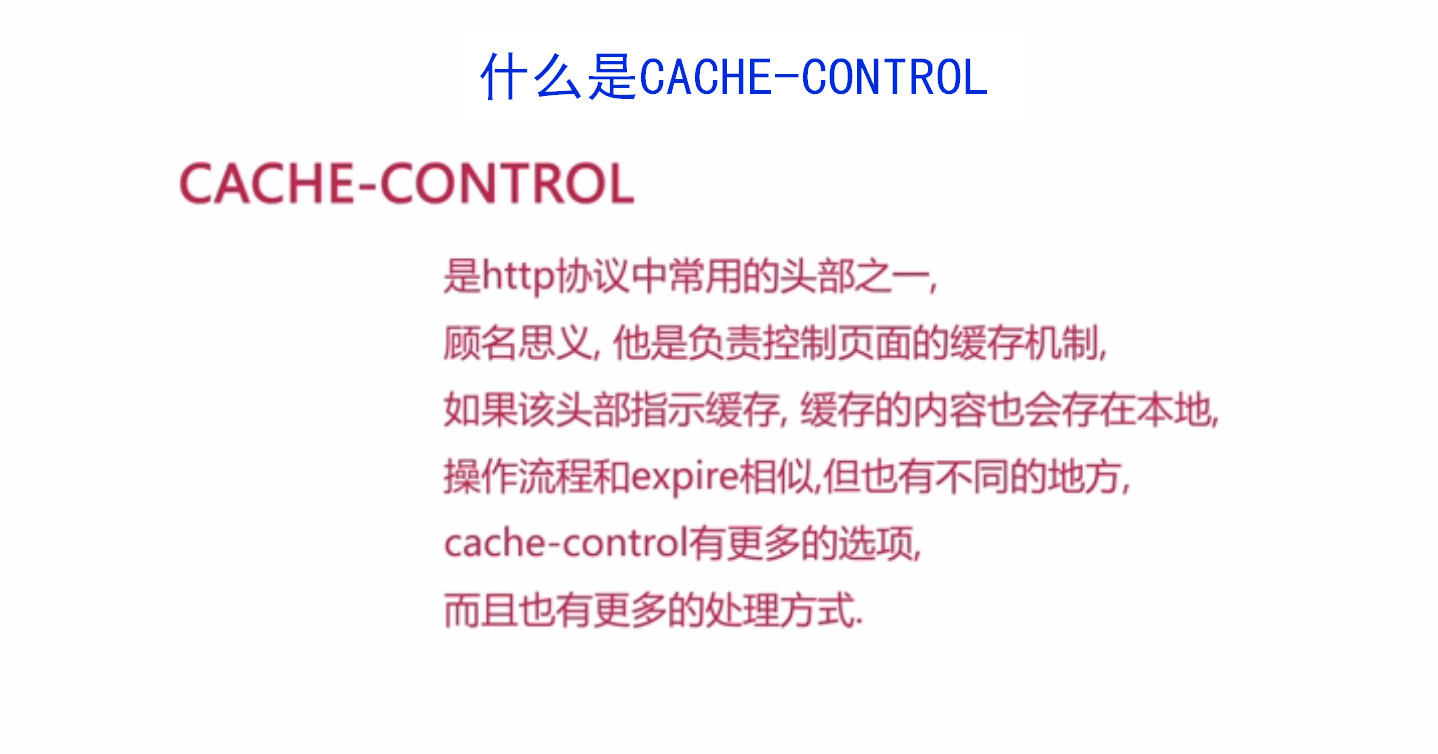 什么是CACHE-CONTROL
CACHE-CONTROL
是http协议中常用的头部之一,
顾名思义, 他是负责控制页面的缓存机制,
如果该头部指示缓存, 缓存的内容也会存在本地,
操作流程和expire相似,但也有不同的地方,
cache-control有更多的选项,
而且也有更多的处理方式.